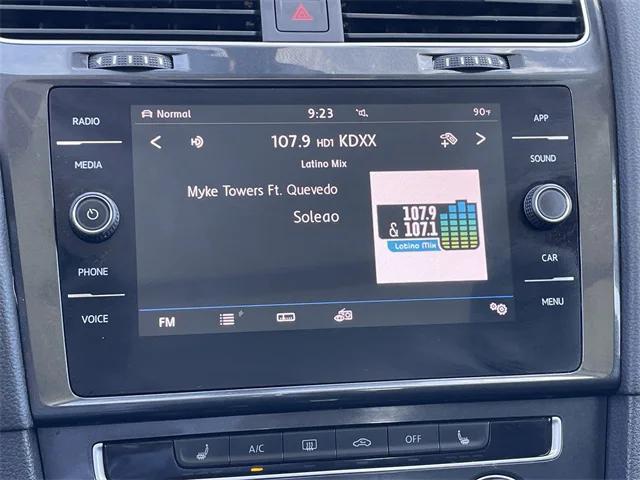 RADIO
MEDIA
PHONE
VOICE
Normal 9:23 90°F
107.9 HD1 KDXX
Latino Mix
Myke Towers Ft. Quevedo
Soleao
107.9
& 107.1
Latino Mix
FM
APP
SOUND
CAR
MENU
A/C OFF